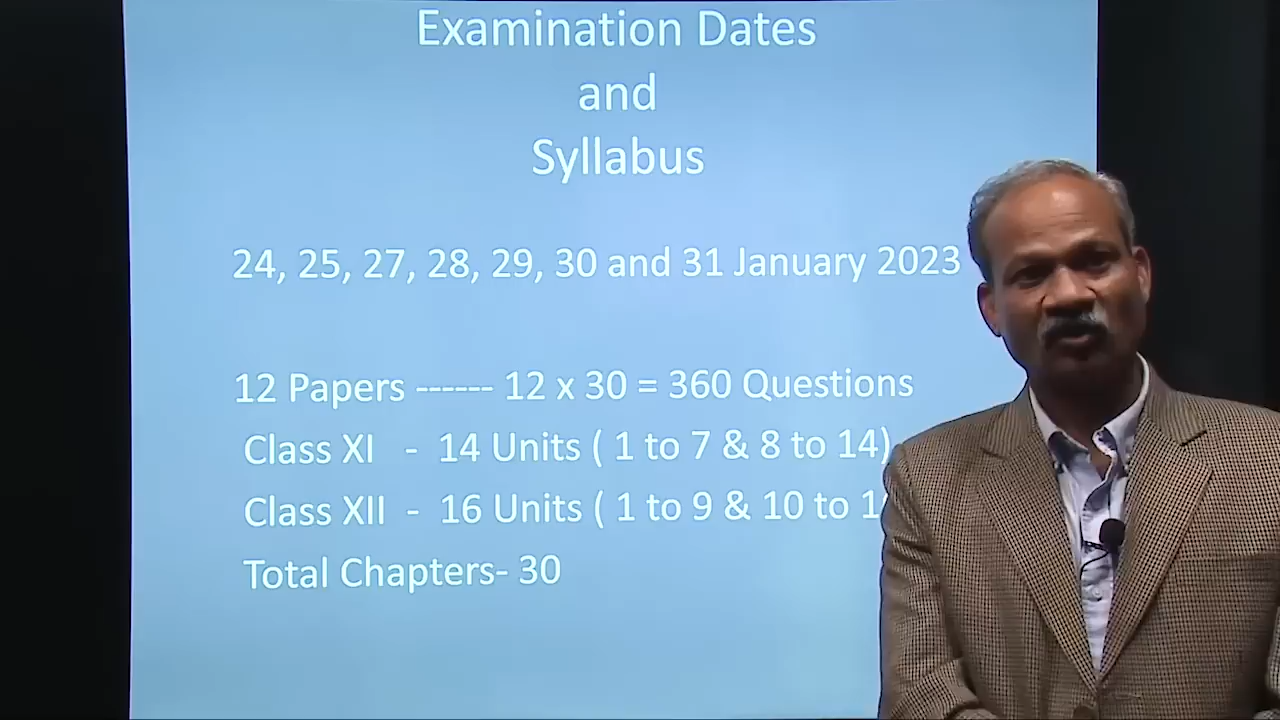 Examination Dates
and
Syllabus
24, 25, 27, 28, 29, 30 and 31 January 2023
12 Papers ------ 12 x 30 = 360 Questions
Class XI - 14 Units ( 1 to 7 & 8 to 14)
Class XII - 16 Units ( 1 to 9 & 10 to
Total Chapters- 30